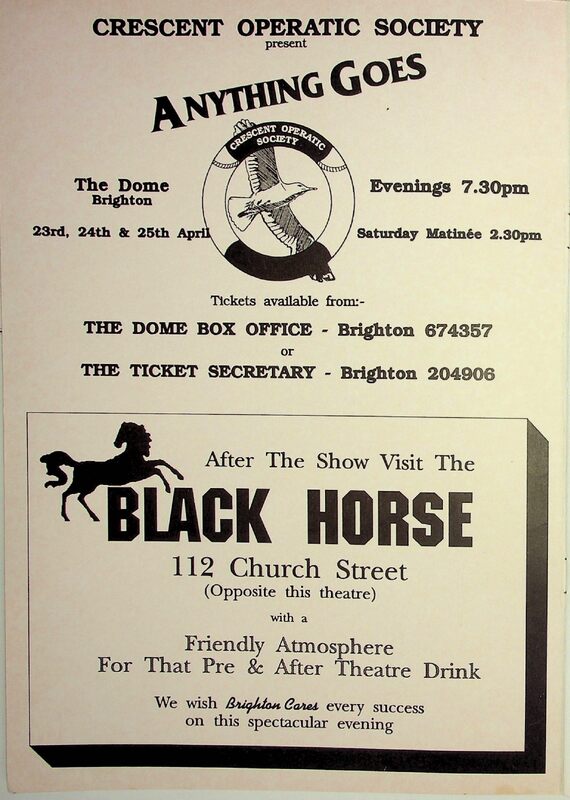 CRESCENT OPERATIC SOCIETY
present
ANYTHING GOES
CRESCENT OPERATIC
SOCIETY
The Dome
Brighton
23rd, 24th & 25th April
Evenings 7.30pm
Saturday Matinée 2.30pm
Tickets available from:-
THE DOME BOX OFFICE - Brighton 674357
or
THE TICKET SECRETARY - Brighton 204906
After The Show Visit The
BLACK HORSE
112 Church Street
(Opposite this theatre)
with a
Friendly Atmosphere
For That Pre & After Theatre Drink
We wish Brighton Cares every success
on this spectacular evening